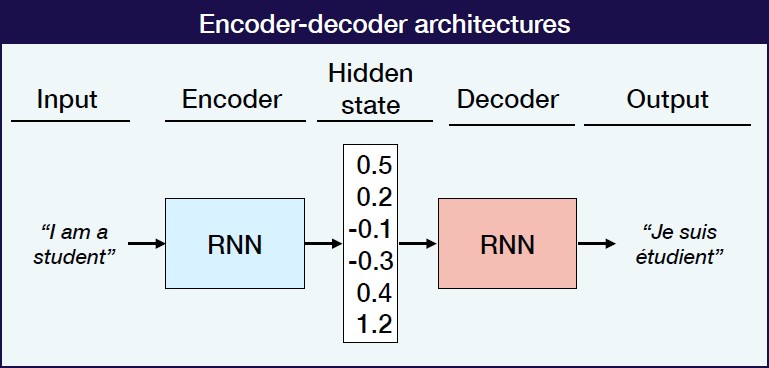 Encoder-decoder architectures
Input
Encoder
Hidden
state
Decoder
Output
“I am a
student”
RNN
0.5
0.2
-0.1
-0.3
0.4
1.2
RNN
“Je suis
étudient”